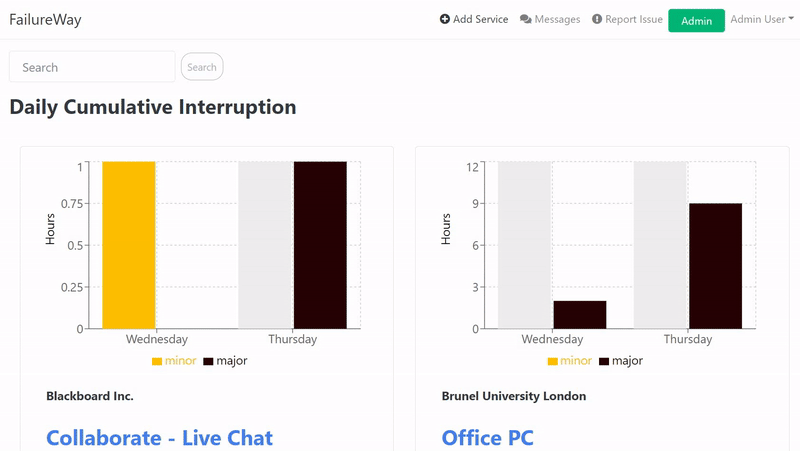 FailureWay
Add Service Messages Report Issue Admin Admin User
Search Search
Daily Cumulative Interruption
1
0.75
0.5
0.25
0
Hours
Wednesday Thursday
minor major
Blackboard Inc.
Collaborate - Live Chat
12
9
6
3
0
Hours
Wednesday Thursday
minor major
Brunel University London
Office PC